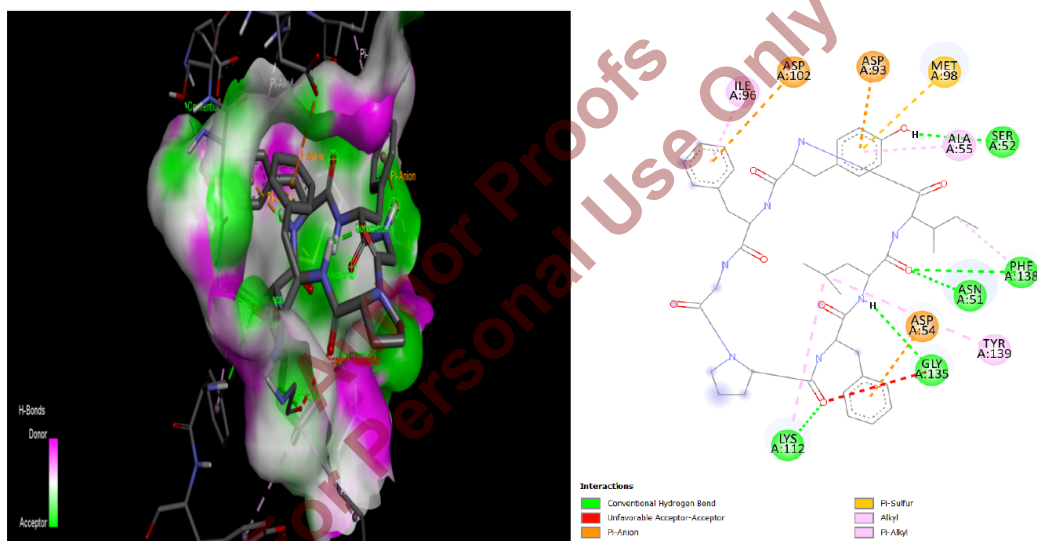 Author Proofs
For Personal Use Only
Pi-Anion
H-Bonds
Donor
Acceptor
ILE
A:96
ASP
A:102
ASP
A:93
MET
A:98
H
ALA
A:55
SER
A:52
PHE
A:138
ASN
A:51
H
ASP
A:54
TYR
A:139
GLY
A:135
LYS
A:112
Interactions
Conventional Hydrogen Bond
Unfavorable Acceptor-Acceptor
Pi-Anion
Pi-Sulfur
Alkyl
Pi-Alkyl